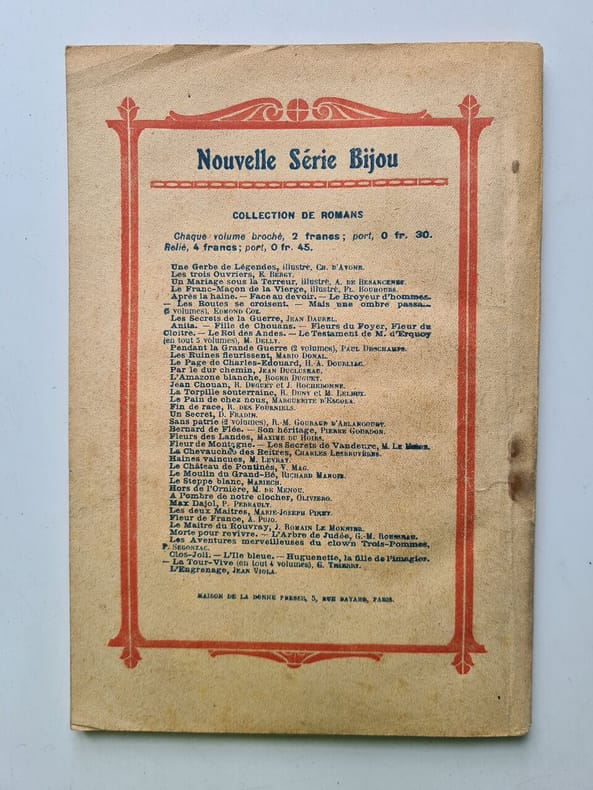 Nouvelle Série Bijou
COLLECTION DE ROMANS
Chaque volume broché, 2 francs; port, 0 fr. 30.
Relié, 4 francs; port, 0 fr. 45.
Une Gerbe de Légendes, illustré, CH. D'AVONE.
Les trois Ouvriers, E. BERGY.
Un Mariage sous la Terreur, illustré, A. DE BESANCENET.
Le Franc-Maçon de la Vierge, illustré, FL. BOUHOURS.
Après la haine. — Face au devoir. — Le Broyeur d'hommes.
— Les Routes se croisent. — Mais une ombre passa...
(5 volumes), EDMOND COZ.
Les Secrets de la Guerre, JEAN DAUREL.
Anita. — Fille de Chouans. — Fleurs du Foyer, Fleur du
Cloître. — Le Roi des Andes. — Le Testament de M. d'Erquoy
(en tout 5 volumes), M. DELLY.
Pendant la Grande Guerre (2 volumes), PAUL DESCHAMPS.
Les Ruines fleurissent, MARIO DONAL.
Le Page de Charles-Edouard, H.-A. DOURLIAC.
Par le dur chemin, JEAN DUCLUSEAU.
L'Amazone blanche, ROGER DUGUET.
Jean Chouan, R. DUGUET et J. ROCHEDONNE.
La Torpille souterraine, R. DUNY et M. LELEUX.
Le Pain de chez nous, MARGUERITE D'ESCOLA.
Fin de race, R. DES FOURNIELS.
Un Secret, D. FRADIN.
Sans patrie (2 volumes), R.-M. GOURAUD D'ABLANCOURT.
Bernard de Flée. — Son héritage, PIERRE GOURDON.
Fleurs des Landes, MAXIME DU HOIRS.
Fleur de Montagne. — Les Secrets de Vandeure, M. LE
La Chevauchée des Reîtres, CHARLES LESBRUYÈRES.
Haines vaincues, M. LEVRAY.
Le Château de Pontinès, V. MAG.
Le Moulin du Grand-Bé, RICHARD MANOIR.
Le Steppe blanc, MARIECH.
Hors de l'Ornière, M. DE MENOU.
A l'ombre de notre clocher, OLIVIERO.
Max Dajol, P. PERRAULT.
Les deux Maîtres, MARIE-JOSEPH PINET.
Fleur de France, A. PUJO.
Le Maître du Rouvray, J. ROMAIN LE MONNIER.
Morte pour revivre. — L'Arbre de Judée, G.-M. ROUSSEAU.
Les Aventures merveilleuses du clown Trois-Pommes,
P. SEGONZAC.
Clos-Joli. — L'Ile bleue. — Huguenette, la fille de l'imagier.
— La Tour-Vive (en tout 4 volumes), G. THIERRY.
L'Engrenage, JEAN VIOLA.
MAISON DE LA BONNE PRESSE, 5, RUE BAYARD, PARIS.